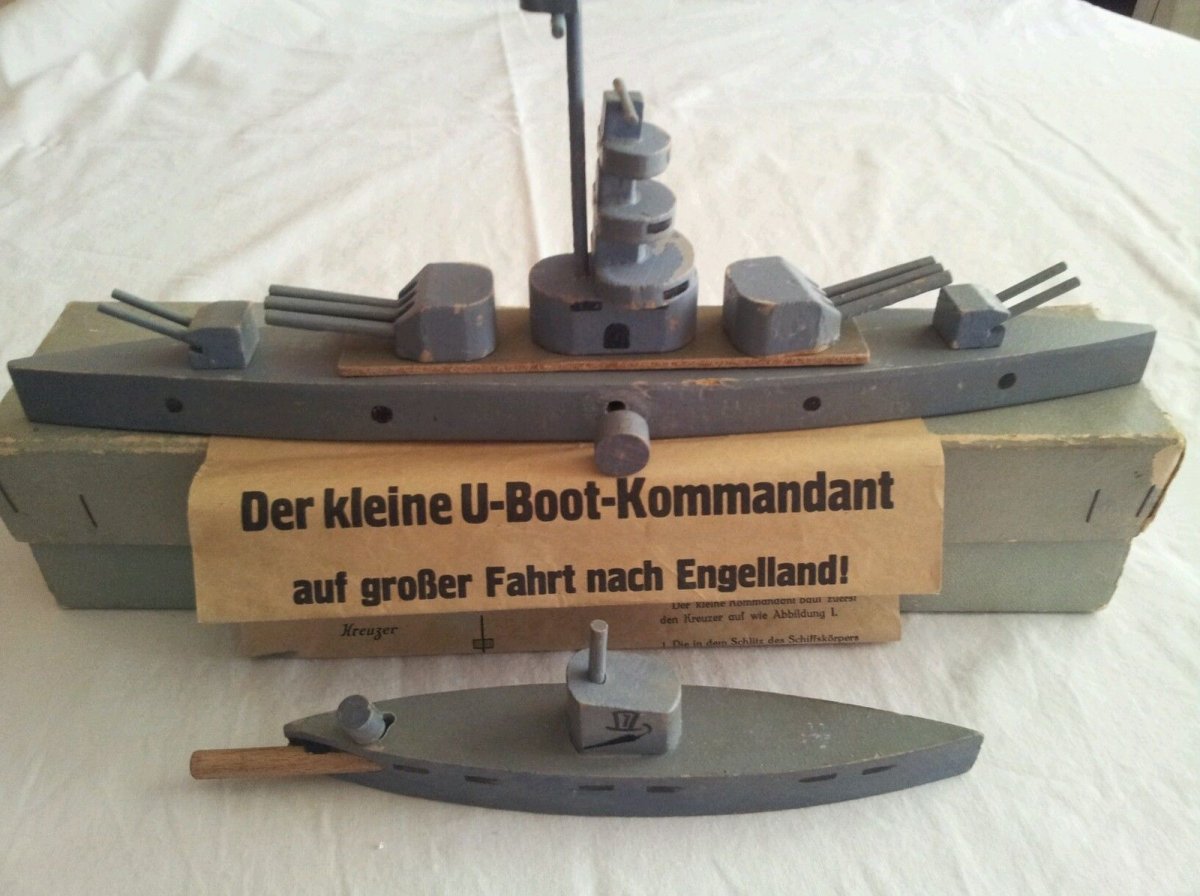 Der kleine U-Boot-Kommandant
auf großer Fahrt nach Engelland!
Kreuzer
Der kleine Kommandant baut zuerst
den Kreuzer auf wie Abbildung 1.
1. Die in dem Schlitz des Schiffskörpers